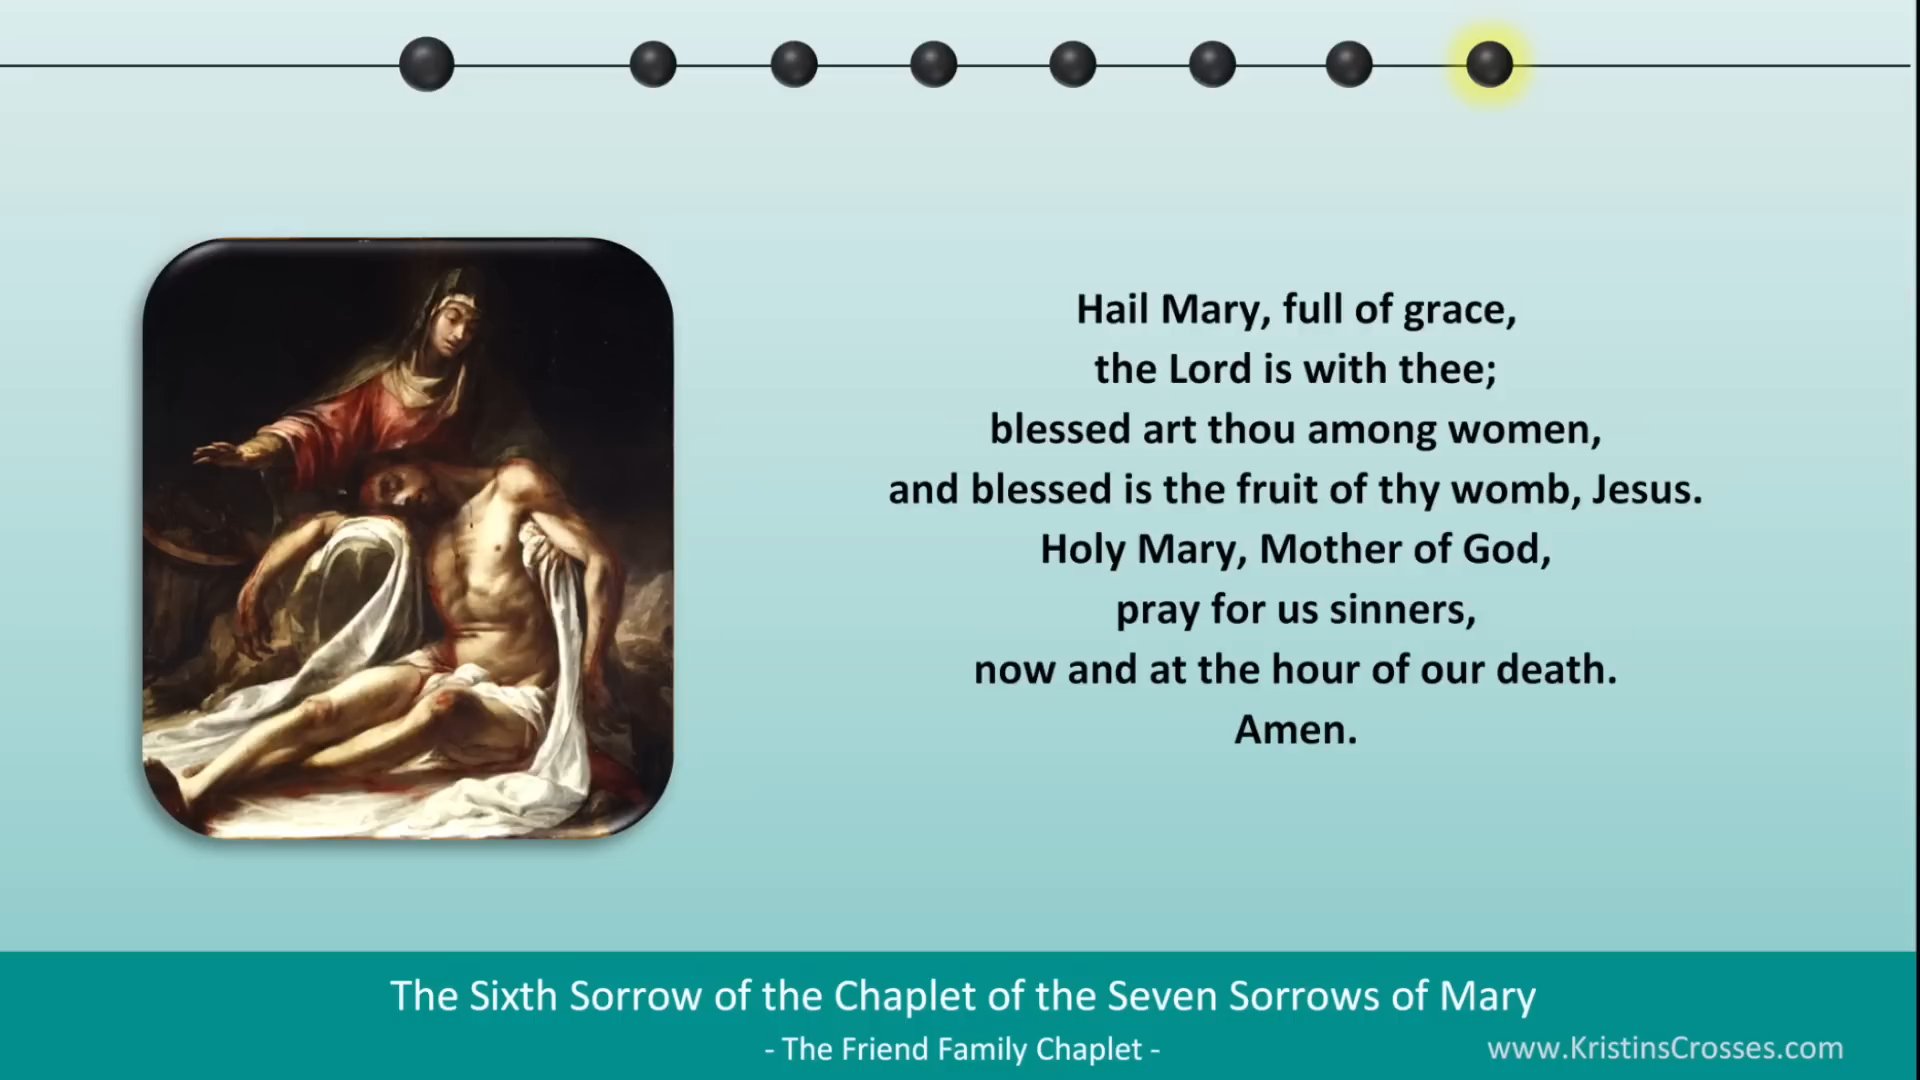 Hail Mary, full of grace,
the Lord is with thee;
blessed art thou among women,
and blessed is the fruit of thy womb, Jesus.
Holy Mary, Mother of God,
pray for us sinners,
now and at the hour of our death.
Amen.
The Sixth Sorrow of the Chaplet of the Seven Sorrows of Mary
- The Friend Family Chaplet -
www.KristinsCrosses.com